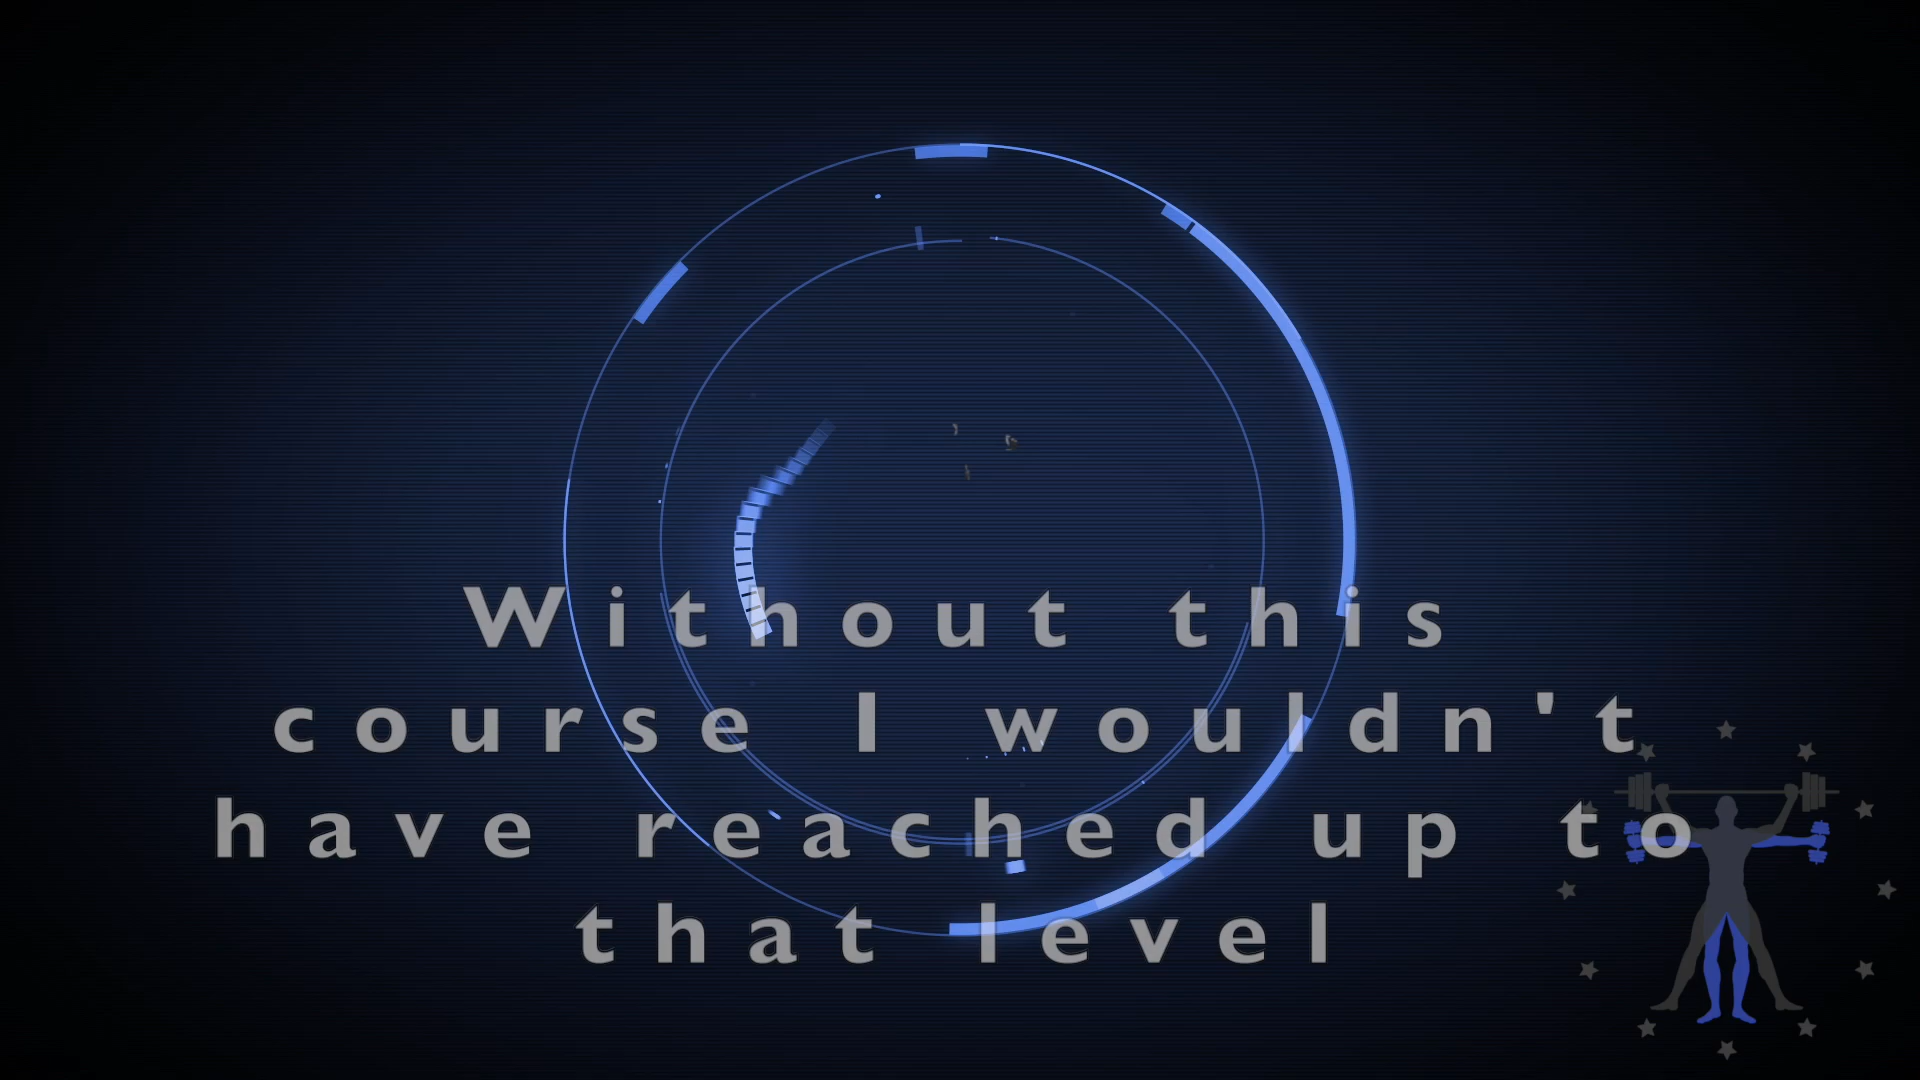 Without this
course I wouldn't
have reached up to
that level